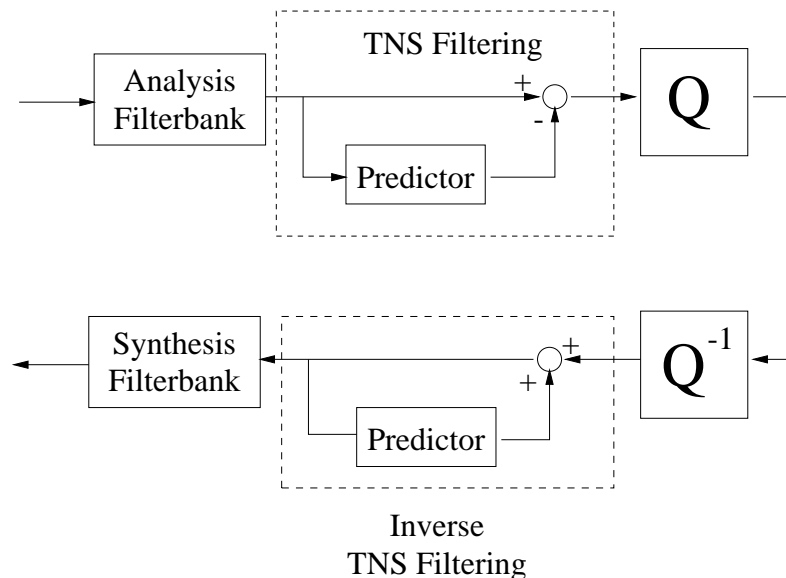 TNS Filtering
Analysis
Filterbank
+
-
Predictor
Q
Synthesis
Filterbank
+
+
Predictor
Q-1
Inverse
TNS Filtering